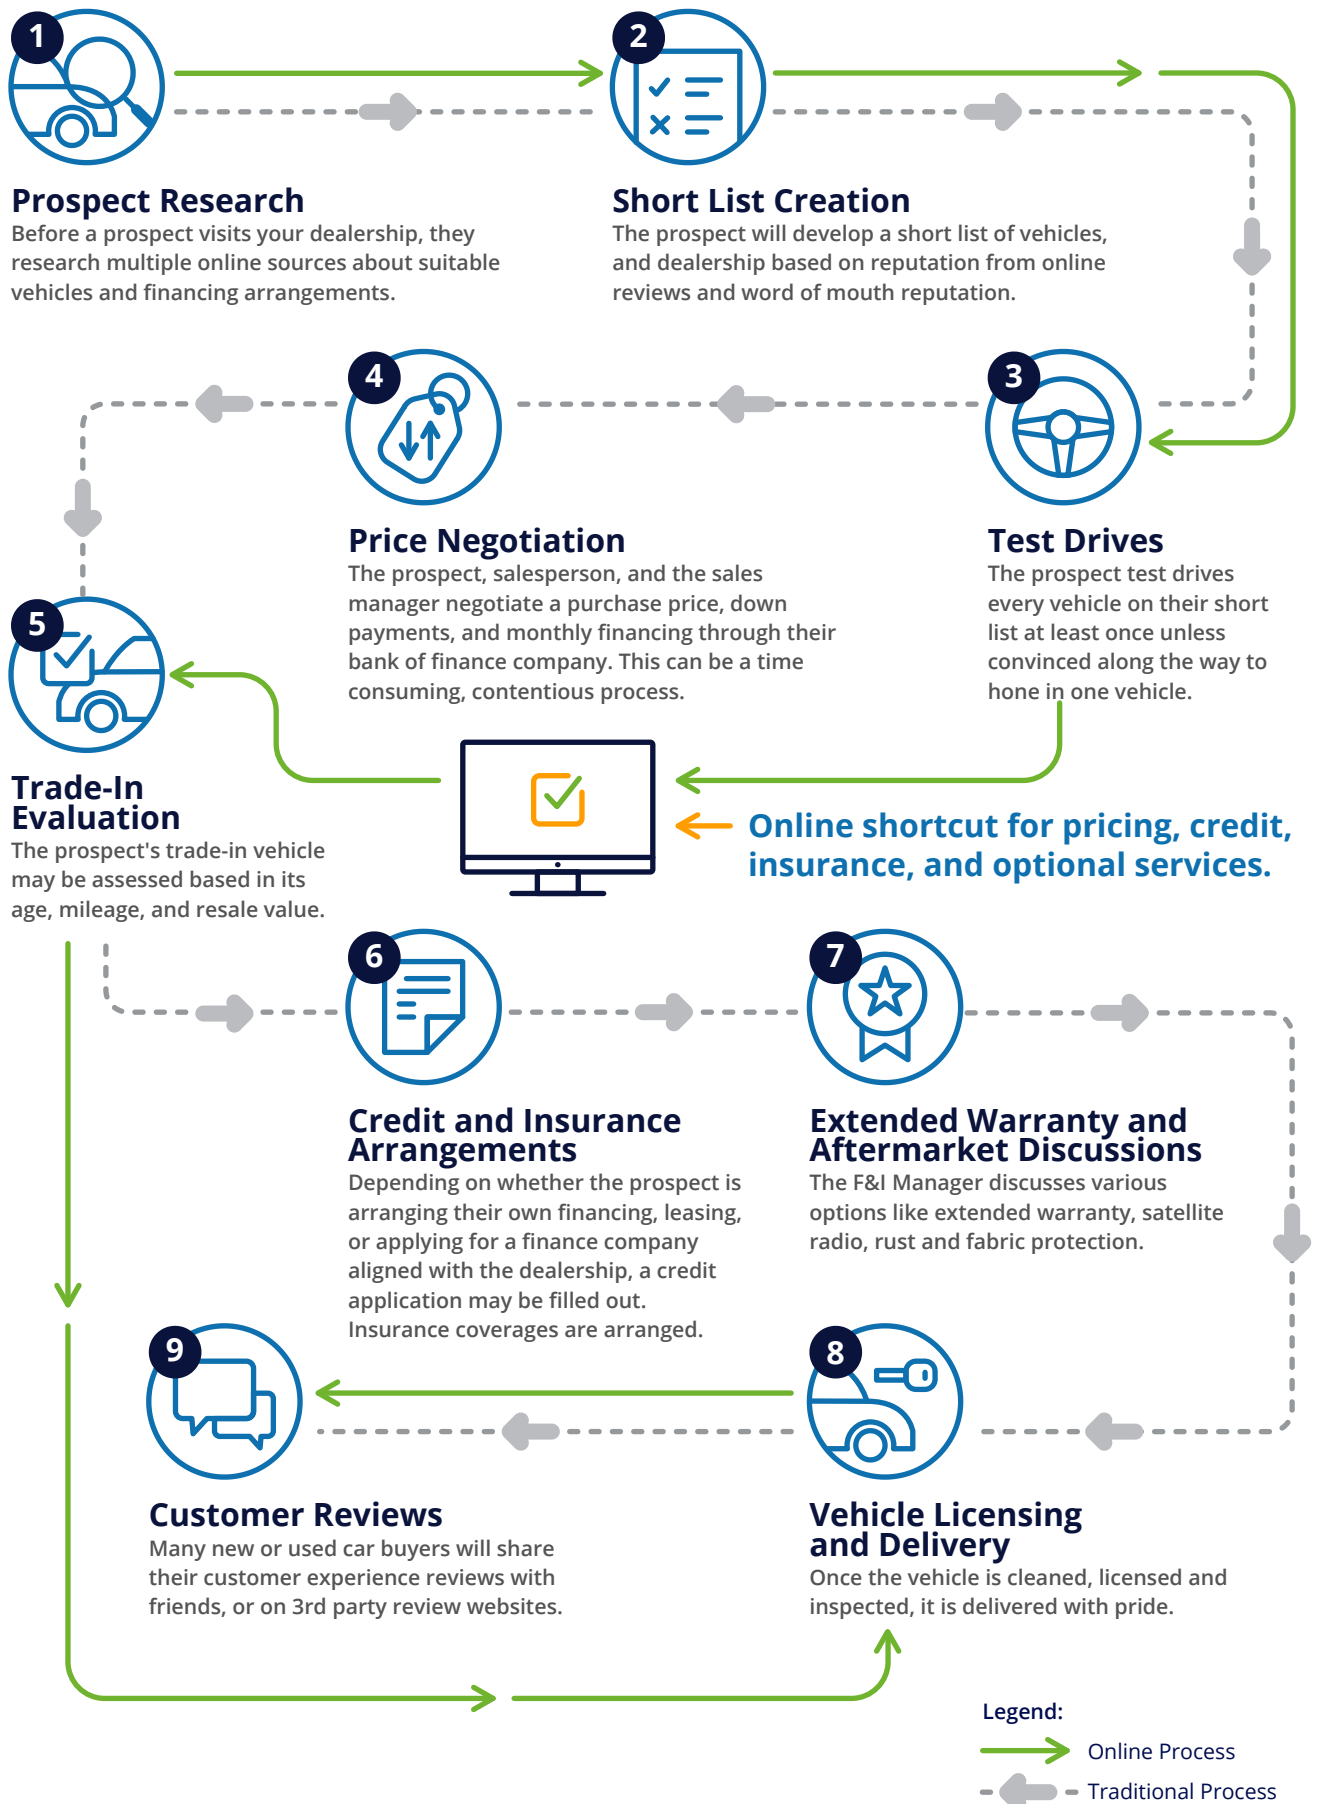 1
Prospect Research
Before a prospect visits your dealership, they
research multiple online sources about suitable
vehicles and financing arrangements.
2
Short List Creation
The prospect will develop a short list of vehicles,
and dealership based on reputation from online
reviews and word of mouth reputation.
3
Test Drives
The prospect test drives
every vehicle on their short
list at least once unless
convinced along the way to
hone in one vehicle.
4
Price Negotiation
The prospect, salesperson, and the sales
manager negotiate a purchase price, down
payments, and monthly financing through their
bank of finance company. This can be a time
consuming, contentious process.
5
Trade-In
Evaluation
The prospect's trade-in vehicle
may be assessed based in its
age, mileage, and resale value.
Online shortcut for pricing, credit,
insurance, and optional services.
6
Credit and Insurance
Arrangements
Depending on whether the prospect is
arranging their own financing, leasing,
or applying for a finance company
aligned with the dealership, a credit
application may be filled out.
Insurance coverages are arranged.
7
Extended Warranty and
Aftermarket Discussions
The F&I Manager discusses various
options like extended warranty, satellite
radio, rust and fabric protection.
8
Vehicle Licensing
and Delivery
Once the vehicle is cleaned, licensed and
inspected, it is delivered with pride.
9
Customer Reviews
Many new or used car buyers will share
their customer experience reviews with
friends, or on 3rd party review websites.
Legend:
Online Process
Traditional Process